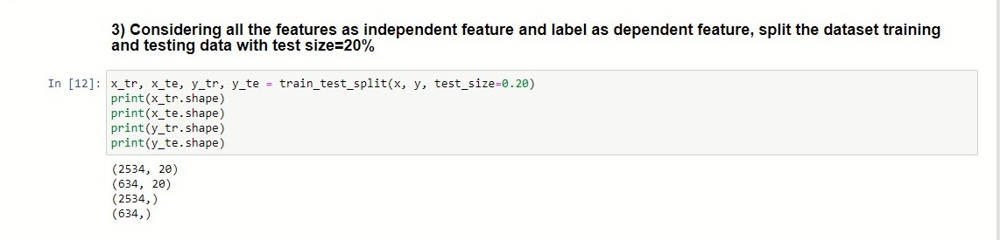 3) Considering all the features as independent feature and label as dependent feature, split the dataset training
and testing data with test size=20%
In [12]: x_tr, x_te, y_tr, y_te = train_test_split(x, y, test_size=0.20)
print(x_tr.shape)
print(x_te.shape)
print(y_tr.shape)
print(y_te.shape)
(2534, 20)
(634, 20)
(2534,)
(634,)